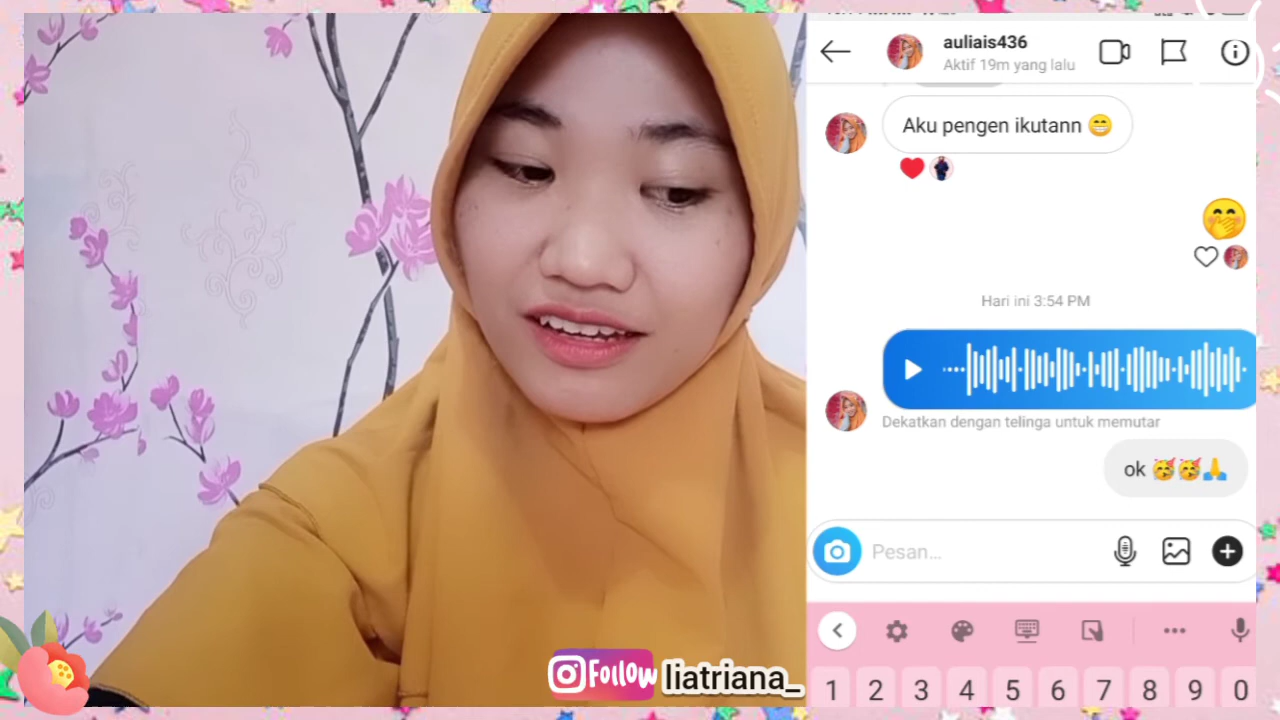 auliais436
Aktif 19m yang lalu
Aku pengen ikutann 😁
Hari ini 3:54 PM
Dekatkan dengan telinga untuk memutar
ok 🥳🥳🙏
Pesan...
1 2 3 4 5 6 7 8 9 0
Follow liatriana_